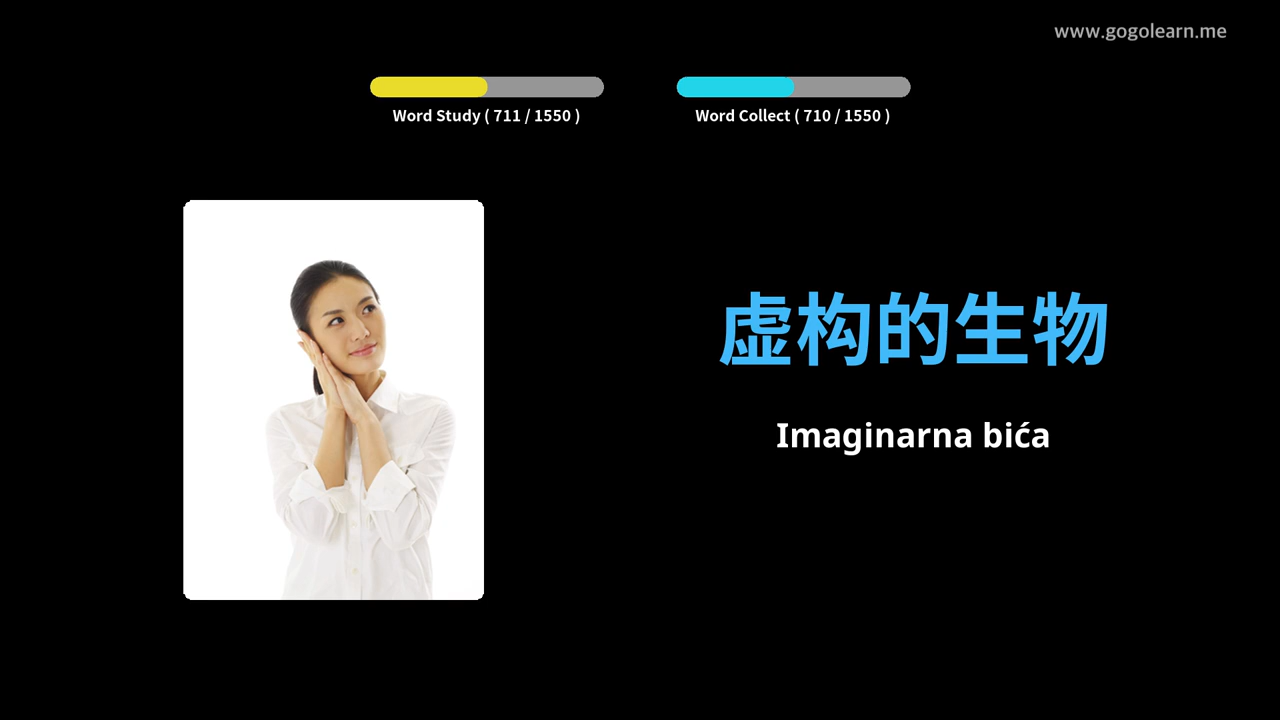 www.gogolearn.me
Word Study ( 711 / 1550 )
Word Collect ( 710 / 1550 )
虚构的生物
Imaginarna bića